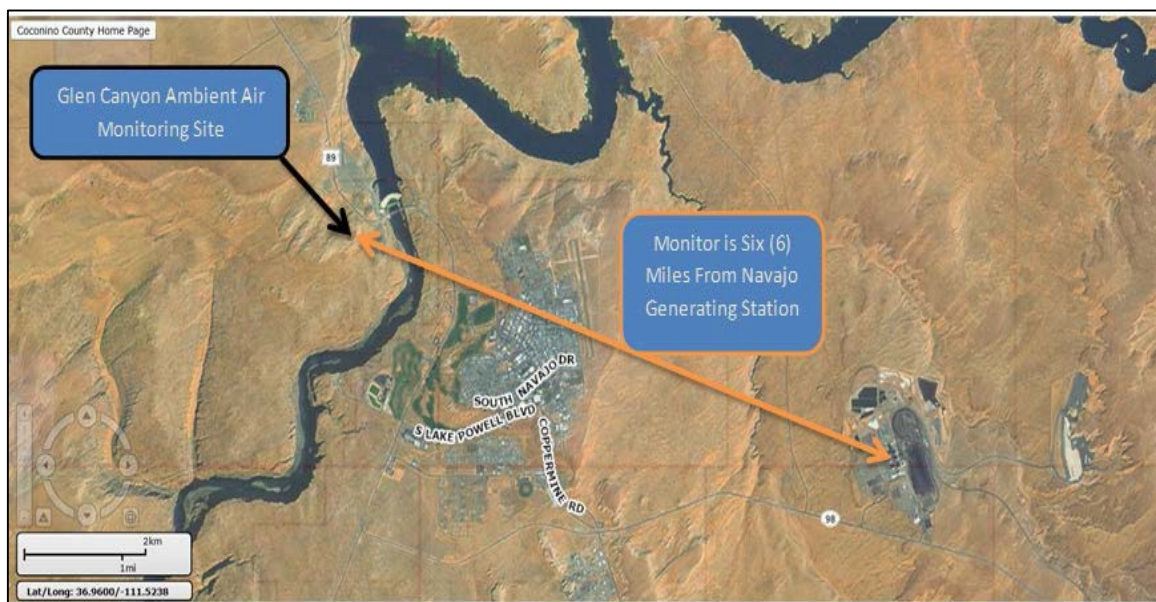 Coconino County Home Page
Glen Canyon Ambient Air
Monitoring Site
89
Monitor is Six (6)
Miles From Navajo
Generating Station
SOUTH NAVAJO DR
S LAKE POWELL BLVD
COPPERMINE RD
98
2km
1mi
Lat/Long: 36.9600/-111.5238